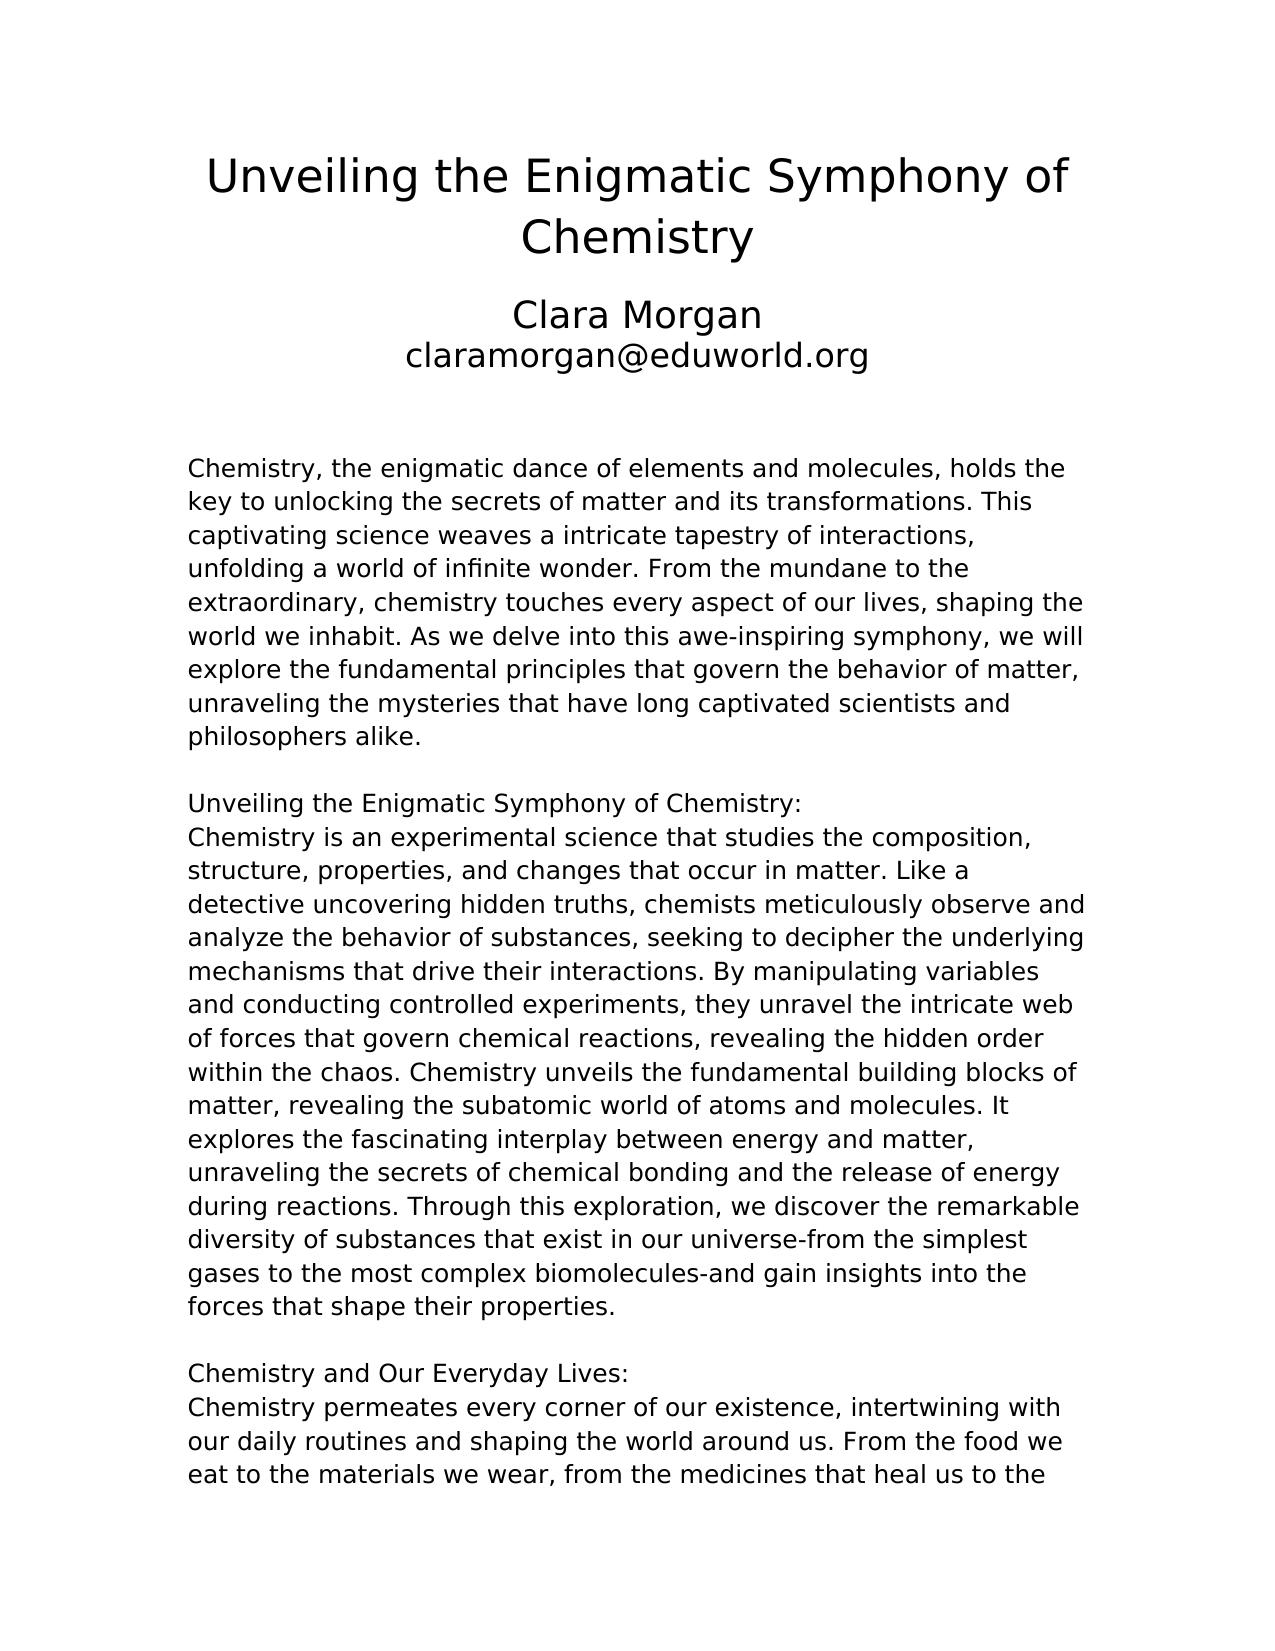 Unveiling the Enigmatic Symphony of
Chemistry
Clara Morgan
claramorgan@eduworld.org
Chemistry, the enigmatic dance of elements and molecules, holds the
key to unlocking the secrets of matter and its transformations. This
captivating science weaves a intricate tapestry of interactions,
unfolding a world of infinite wonder. From the mundane to the
extraordinary, chemistry touches every aspect of our lives, shaping the
world we inhabit. As we delve into this awe-inspiring symphony, we will
explore the fundamental principles that govern the behavior of matter,
unraveling the mysteries that have long captivated scientists and
philosophers alike.
Unveiling the Enigmatic Symphony of Chemistry:
Chemistry is an experimental science that studies the composition,
structure, properties, and changes that occur in matter. Like a
detective uncovering hidden truths, chemists meticulously observe and
analyze the behavior of substances, seeking to decipher the underlying
mechanisms that drive their interactions. By manipulating variables
and conducting controlled experiments, they unravel the intricate web
of forces that govern chemical reactions, revealing the hidden order
within the chaos. Chemistry unveils the fundamental building blocks of
matter, revealing the subatomic world of atoms and molecules. It
explores the fascinating interplay between energy and matter,
unraveling the secrets of chemical bonding and the release of energy
during reactions. Through this exploration, we discover the remarkable
diversity of substances that exist in our universe-from the simplest
gases to the most complex biomolecules-and gain insights into the
forces that shape their properties.
Chemistry and Our Everyday Lives:
Chemistry permeates every corner of our existence, intertwining with
our daily routines and shaping the world around us. From the food we
eat to the materials we wear, from the medicines that heal us to the